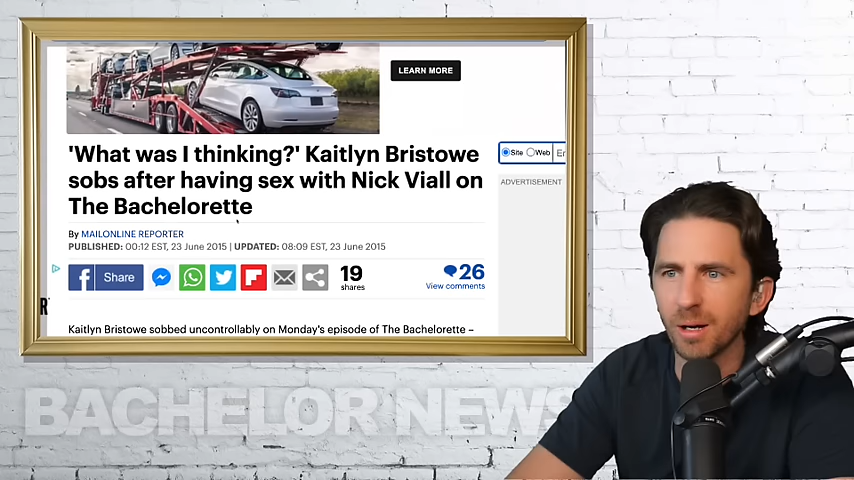 LEARN MORE
'What was I thinking?' Kaitlyn Bristowe
sobs after having sex with Nick Viall on
The Bachelorette
Site Web
ADVERTISEMENT
By MAILONLINE REPORTER
PUBLISHED: 00:12 EST, 23 June 2015 | UPDATED: 08:09 EST, 23 June 2015
Share
19
shares
26
View comments
Kaitlyn Bristowe sobbed uncontrollably on Monday's episode of The Bachelorette –
BACHELOR NEWS